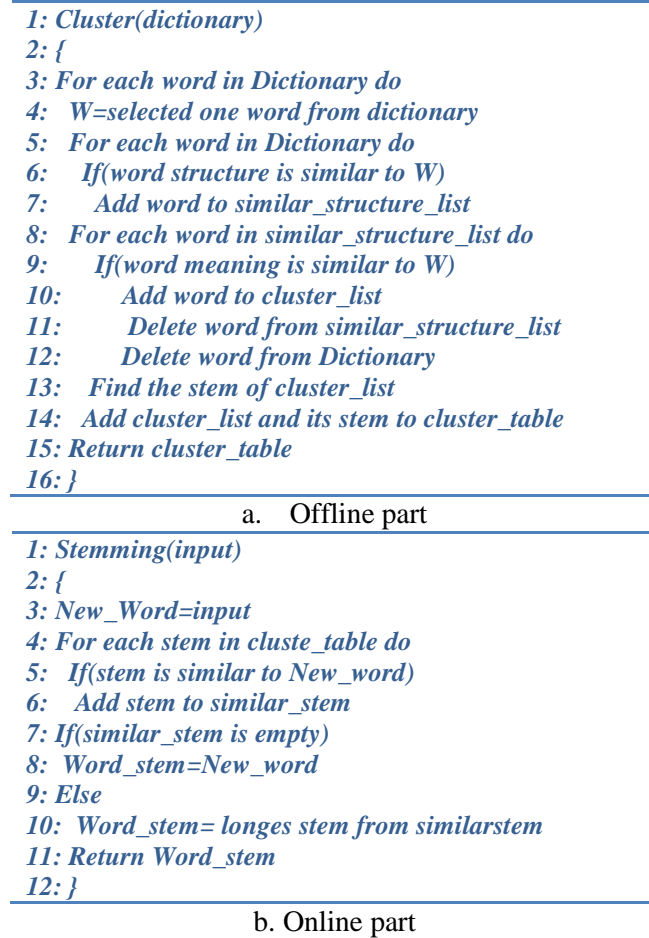 1: Cluster(dictionary)
2: {
3: For each word in Dictionary do
4: W=selected one word from dictionary
5: For each word in Dictionary do
6: If(word structure is similar to W)
7: Add word to similar_structure_list
8: For each word in similar_structure_list do
9: If(word meaning is similar to W)
10: Add word to cluster_list
11: Delete word from similar_structure_list
12: Delete word from Dictionary
13: Find the stem of cluster_list
14: Add cluster_list and its stem to cluster_table
15: Return cluster_table
16: }
a. Offline part
1: Stemming(input)
2: {
3: New_Word=input
4: For each stem in cluste_table do
5: If(stem is similar to New_word)
6: Add stem to similar_stem
7: If(similar_stem is empty)
8: Word_stem=New_word
9: Else
10: Word_stem= longes stem from similarstem
11: Return Word_stem
12: }
b. Online part